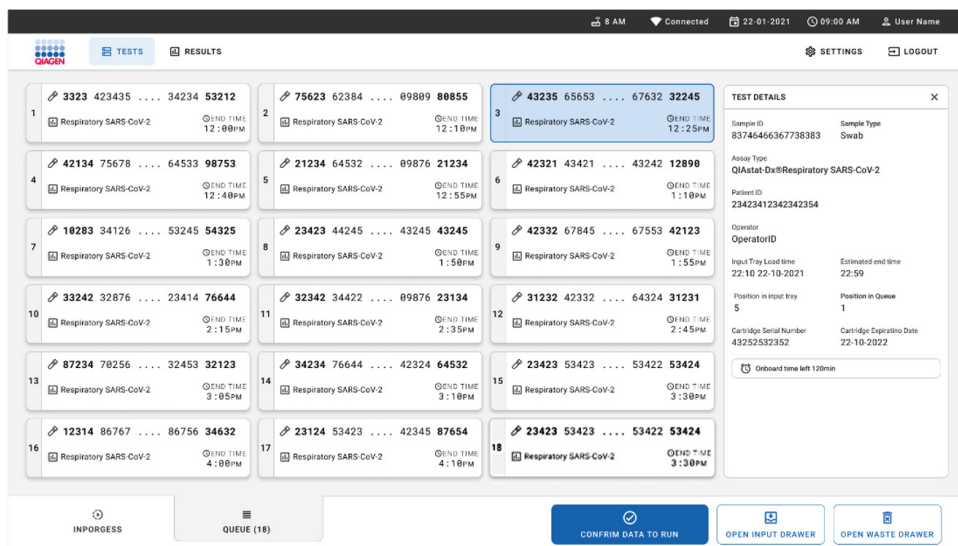 8 AM Connected 22-01-2021 09:00 AM User Name
QIAGEN TESTS RESULTS SETTINGS LOGOUT
1 3323 423435 .... 34234 53212
Respiratory SARS-CoV-2 END TIME
12:00PM
2 75623 62384 .... 09809 80855
Respiratory SARS-CoV-2 END TIME
12:10PM
3 43235 65653 .... 67632 32245
Respiratory SARS-CoV-2 END TIME
12:25PM
4 42134 75678 .... 64533 98753
Respiratory SARS-CoV-2 END TIME
12:40PM
5 21234 64532 .... 09876 21234
Respiratory SARS-CoV-2 END TIME
12:55PM
6 42321 43421 .... 43242 12890
Respiratory SARS-CoV-2 END TIME
1:10PM
7 10283 34126 .... 53245 54325
Respiratory SARS-CoV-2 END TIME
1:30PM
8 23423 44245 .... 43245 43245
Respiratory SARS-CoV-2 END TIME
1:50PM
9 42332 67845 .... 67553 42123
Respiratory SARS-CoV-2 END TIME
1:55PM
10 33242 32876 .... 23414 76644
Respiratory SARS-CoV-2 END TIME
2:15PM
11 32342 34422 .... 09876 23134
Respiratory SARS-CoV-2 END TIME
2:35PM
12 31232 42332 .... 64324 31231
Respiratory SARS-CoV-2 END TIME
2:45PM
13 87234 70256 .... 32453 32123
Respiratory SARS-CoV-2 END TIME
3:05PM
14 34234 76644 .... 42324 64532
Respiratory SARS-CoV-2 END TIME
3:10PM
15 23423 53423 .... 53422 53424
Respiratory SARS-CoV-2 END TIME
3:30PM
16 12314 86767 .... 86756 34632
Respiratory SARS-CoV-2 END TIME
4:00PM
17 23124 53423 .... 42345 87654
Respiratory SARS-CoV-2 END TIME
4:10PM
18 23423 53423 .... 53422 53424
Respiratory SARS-CoV-2 END TIME
3:30PM
TEST DETAILS
Sample ID Sample Type
83746466367738383 Swab
Assay Type
QIAstat-Dx®Respiratory SARS-CoV-2
Patient ID
23423412342342354
Operator
OperatorID
Input Tray Load time Estimated end time
22:10 22-10-2021 22:59
Position in input tray Position in Queue
5 1
Cartridge Serial Number Cartridge Expiratino Date
43252532352 22-10-2022
Onboard time left 120min
INPORGESS QUEUE (18) CONFRIM DATA TO RUN OPEN INPUT DRAWER OPEN WASTE DRAWER